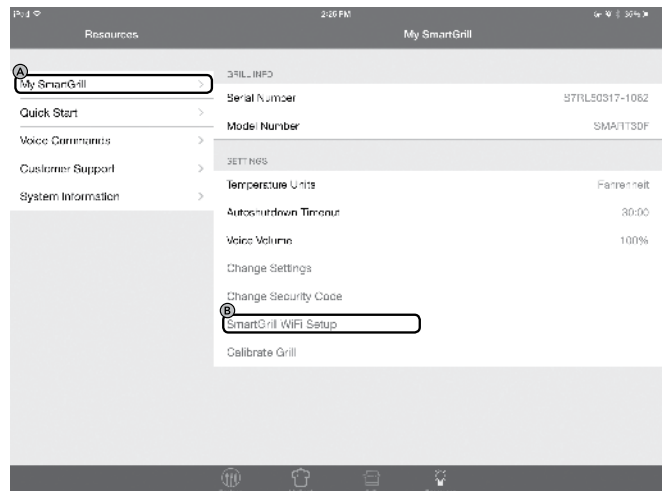 iPad 2:26 PM 36%
Resources
My SmartGrill
A
My SmartGrill
Quick Start
Voice Commands
Customer Support
System Information
GRILL INFO
Serial Number
Model Number SMART30F
SETTINGS
Temperature Units Fahrenheit
Autoshutdown Timeout 30:00
Voice Volume 100%
Change Settings
Change Security Code
B
SmartGrill WiFi Setup
Calibrate Grill